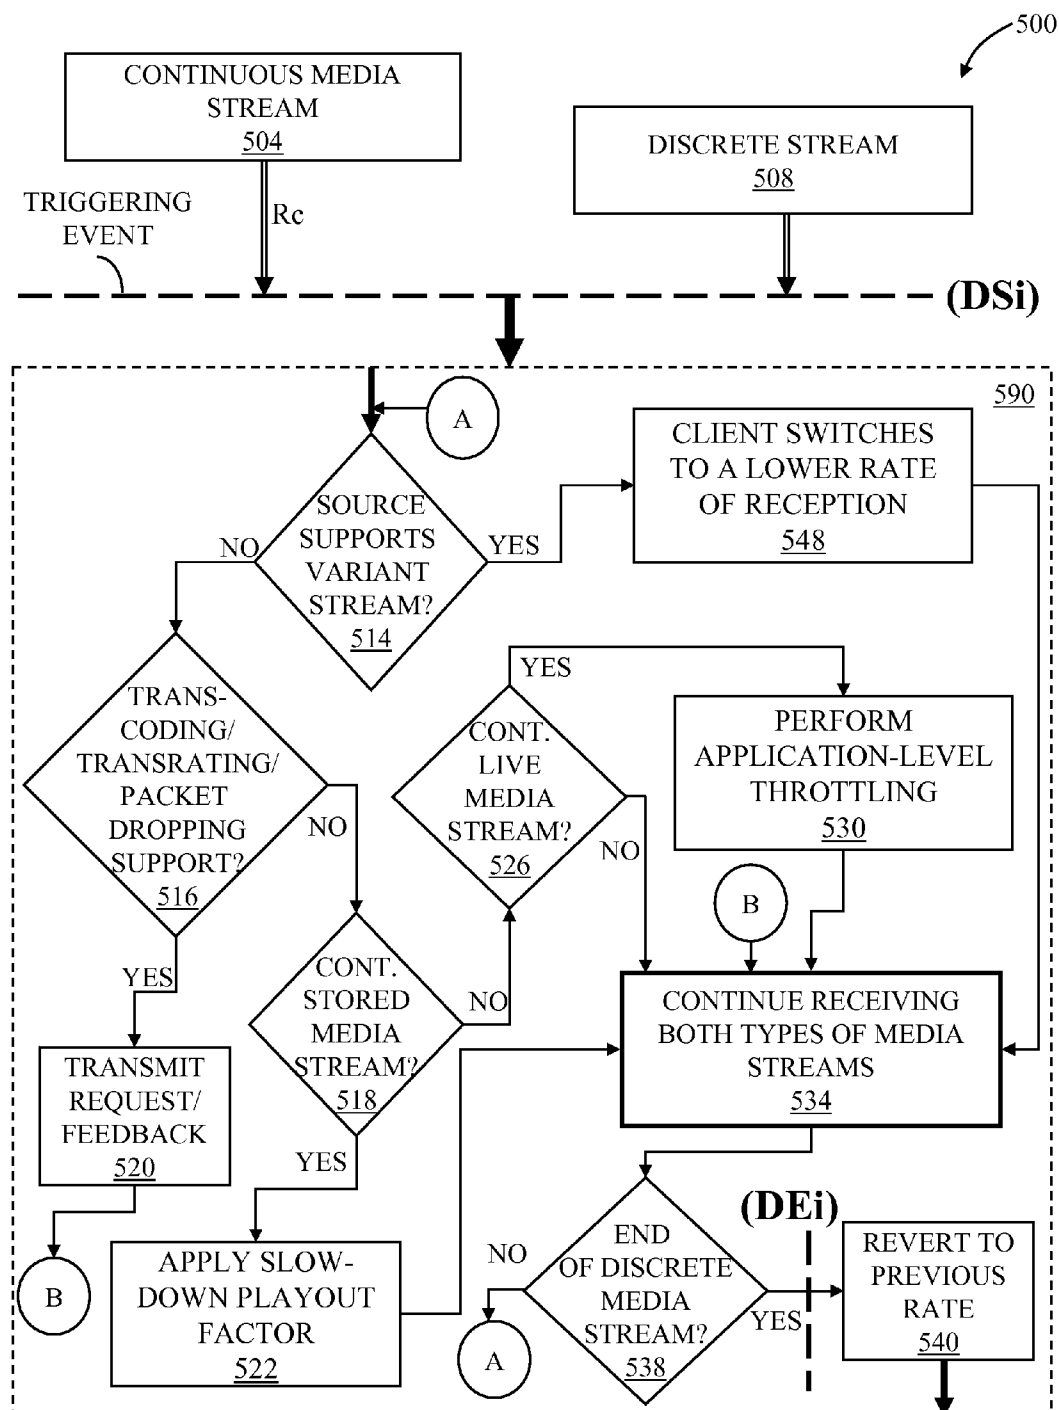 500
CONTINUOUS MEDIA
STREAM
504
DISCRETE STREAM
508
TRIGGERING
EVENT
Rc
(DSi)
590
A
CLIENT SWITCHES
TO A LOWER RATE
OF RECEPTION
548
SOURCE
SUPPORTS
VARIANT
STREAM?
514
NO
YES
TRANS-
CODING/
TRANSRATING/
PACKET
DROPPING
SUPPORT?
516
NO
YES
YES
CONT.
LIVE
MEDIA
STREAM?
526
NO
PERFORM
APPLICATION-LEVEL
THROTTLING
530
B
CONT.
STORED
MEDIA
STREAM?
518
NO
YES
CONTINUE RECEIVING
BOTH TYPES OF MEDIA
STREAMS
534
TRANSMIT
REQUEST/
FEEDBACK
520
B
APPLY SLOW-
DOWN PLAYOUT
FACTOR
522
(DEi)
END
OF DISCRETE
MEDIA
STREAM?
538
NO
YES
A
REVERT TO
PREVIOUS
RATE
540